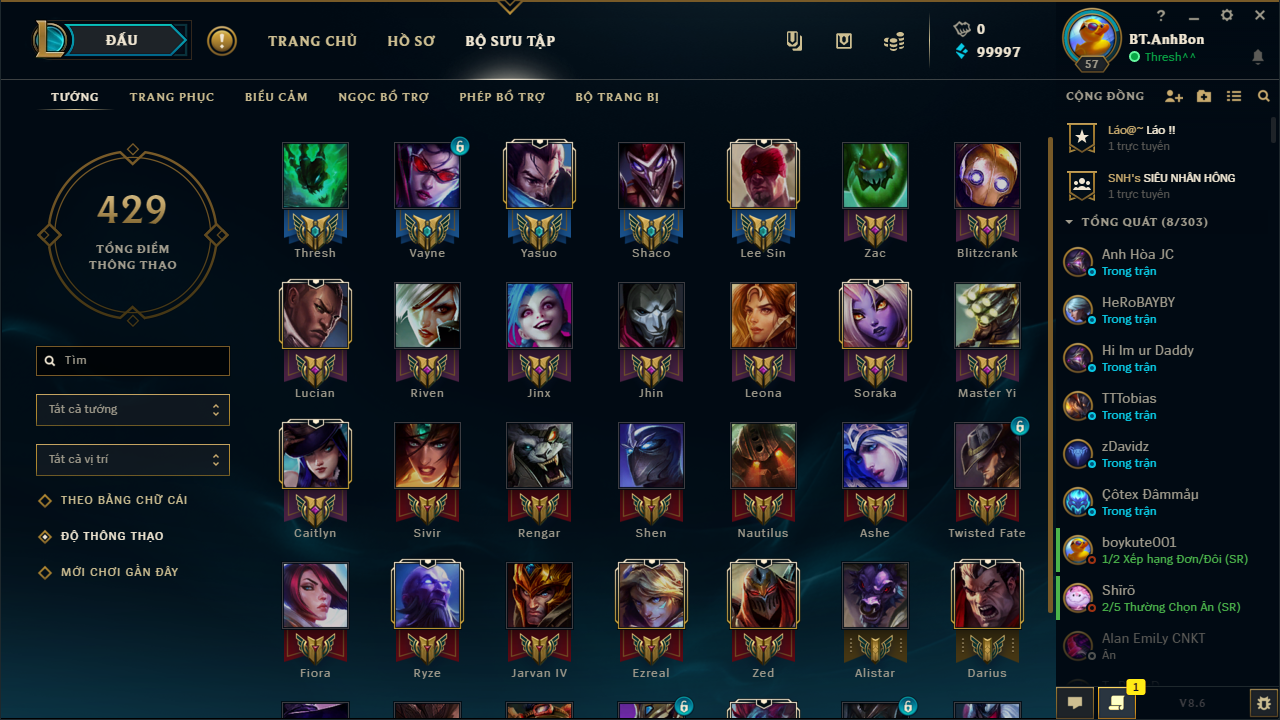 ĐẤU
TRANG CHỦ
HỒ SƠ
BỘ SƯU TẬP
0
99997
57
BT.AnhBon
Thresh^^
TƯỚNG
TRANG PHỤC
BIỂU CẢM
NGỌC BỔ TRỢ
PHÉP BỔ TRỢ
BỘ TRANG BỊ
429
TỔNG ĐIỂM
THÔNG THẠO
Tìm
Tất cả tướng
Tất cả vị trí
THEO BẢNG CHỮ CÁI
ĐỘ THÔNG THẠO
MỚI CHƠI GẦN ĐÂY
6
Thresh
Vayne
Yasuo
Shaco
Lee Sin
Zac
Blitzcrank
Lucian
Riven
Jinx
Jhin
Leona
Soraka
Master Yi
6
Caitlyn
Sivir
Rengar
Shen
Nautilus
Ashe
Twisted Fate
Fiora
Ryze
Jarvan IV
Ezreal
Zed
Alistar
Darius
6
6
CỘNG ĐỒNG
Láo@~ Láo !!
1 trực tuyến
SNH's SIÊU NHÂN HỒNG
1 trực tuyến
TỔNG QUÁT (8/303)
Anh Hòa JC
Trong trận
HeRoBAYBY
Trong trận
Hi Im ur Daddy
Trong trận
TTTobias
Trong trận
zDavidz
Trong trận
Çôtex Đâmmảµ
Trong trận
boykute001
1/2 Xếp hạng Đơn/Đôi (SR)
Shīrō
2/5 Thường Chọn Ẩn (SR)
Alan EmiLy CNKT
Ẩn
1
V8.6